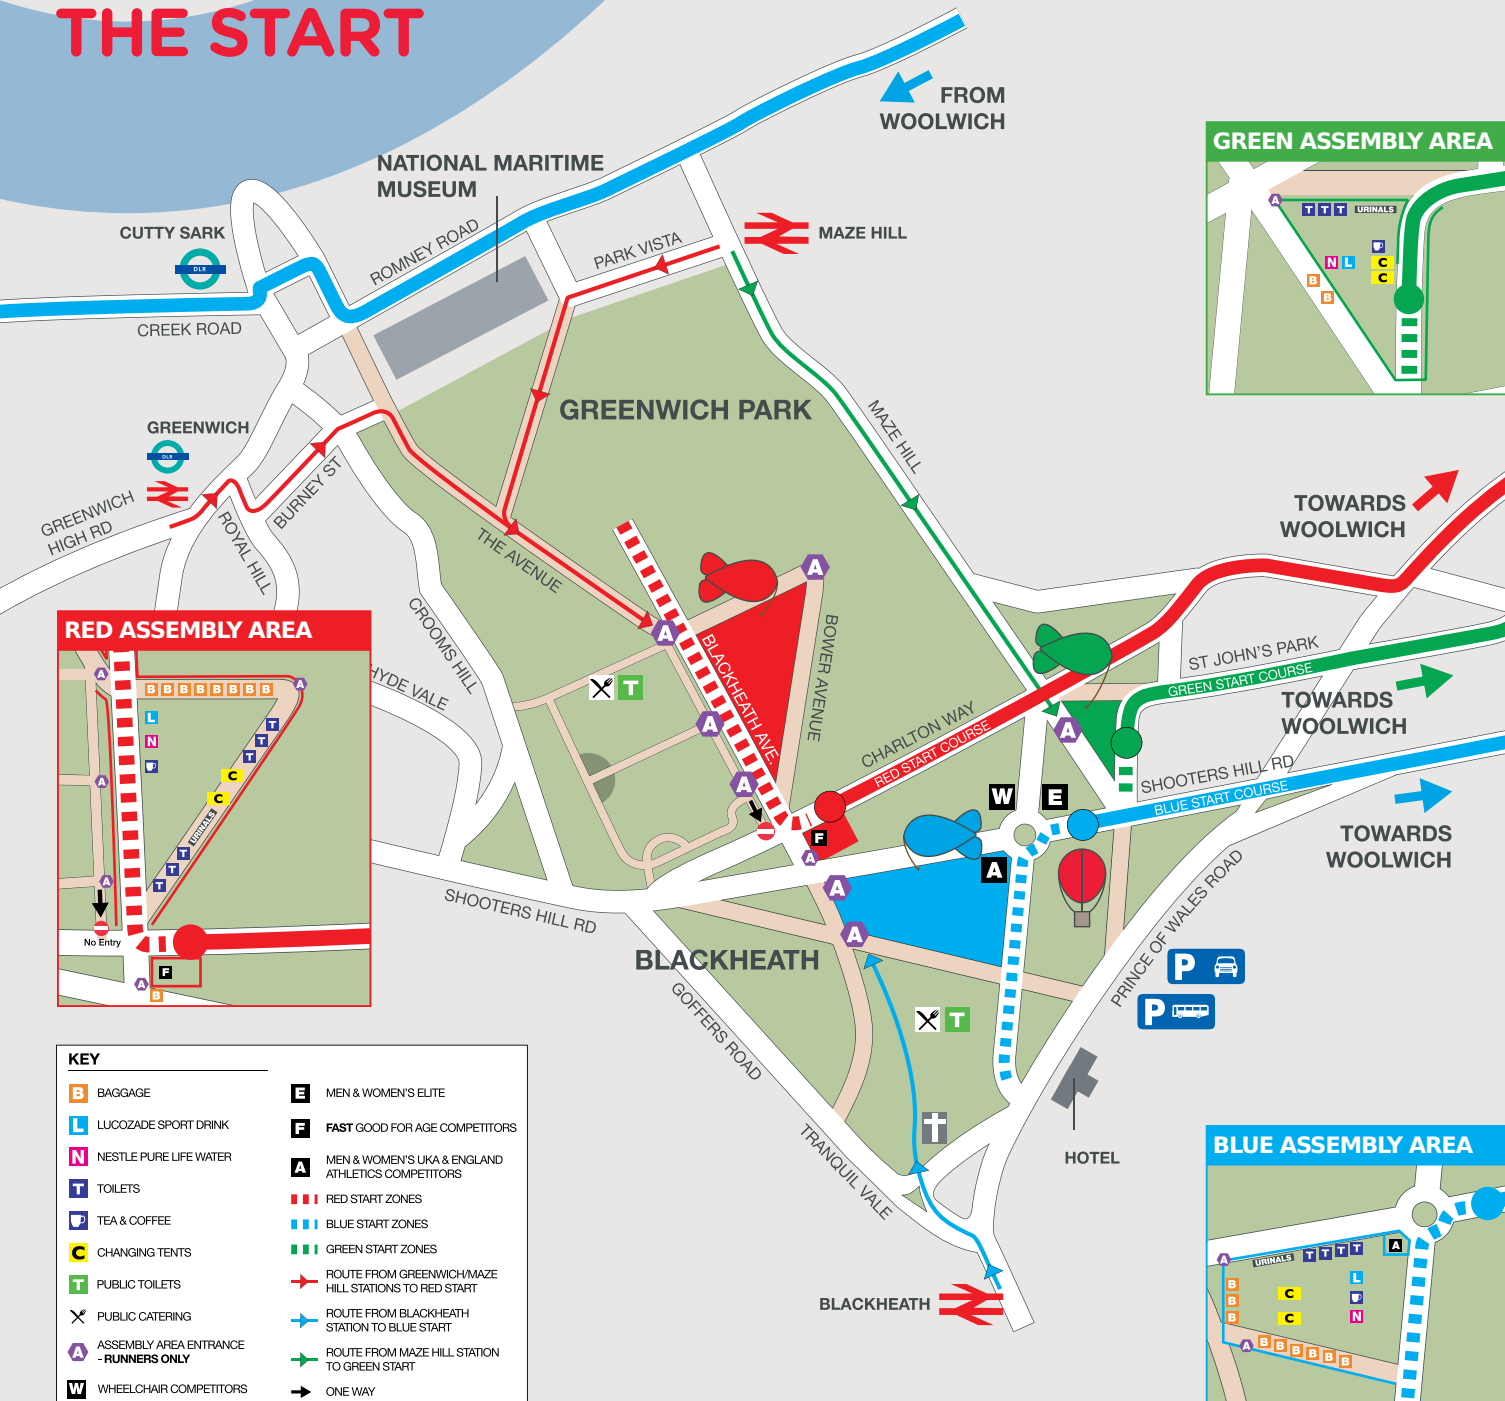 THE START
FROM
WOOLWICH
NATIONAL MARITIME
MUSEUM
GREEN ASSEMBLY AREA
A
T T T URINALS
N L
C
C
B
B
CUTTY SARK
DLR
ROMNEY ROAD
PARK VISTA
MAZE HILL
CREEK ROAD
GREENWICH PARK
MAZE HILL
GREENWICH
DLR
GREENWICH
HIGH RD
BURNEY ST
ROYAL HILL
THE AVENUE
TOWARDS
WOOLWICH
A
A
CROOMS HILL
BOWER AVENUE
BLACKHEATH AVE.
HYDE VALE
T
A
A
ST JOHN'S PARK
GREEN START COURSE
TOWARDS
WOOLWICH
A
CHARLTON WAY
RED START COURSE
SHOOTERS HILL RD
BLUE START COURSE
W E
F
A
A
A
A
TOWARDS
WOOLWICH
SHOOTERS HILL RD
BLACKHEATH
PRINCE OF WALES ROAD
P
P
T
GOFFERS ROAD
TRANQUIL VALE
HOTEL
BLACKHEATH
RED ASSEMBLY AREA
A
B B B B B B B B
A
L
N
T
T
T
C
C
A
URINALS
T
T
T
A
No Entry
F
A
B
KEY
B BAGGAGE
L LUCOZADE SPORT DRINK
N NESTLE PURE LIFE WATER
T TOILETS
TEA & COFFEE
C CHANGING TENTS
T PUBLIC TOILETS
PUBLIC CATERING
A ASSEMBLY AREA ENTRANCE
- RUNNERS ONLY
W WHEELCHAIR COMPETITORS
E MEN & WOMEN'S ELITE
F FAST GOOD FOR AGE COMPETITORS
A MEN & WOMEN'S UKA & ENGLAND
ATHLETICS COMPETITORS
RED START ZONES
BLUE START ZONES
GREEN START ZONES
ROUTE FROM GREENWICH/MAZE
HILL STATIONS TO RED START
ROUTE FROM BLACKHEATH
STATION TO BLUE START
ROUTE FROM MAZE HILL STATION
TO GREEN START
ONE WAY
BLUE ASSEMBLY AREA
A
URINALS T T T T
A
B
B
B
C
C
L
N
A
B B B B B B